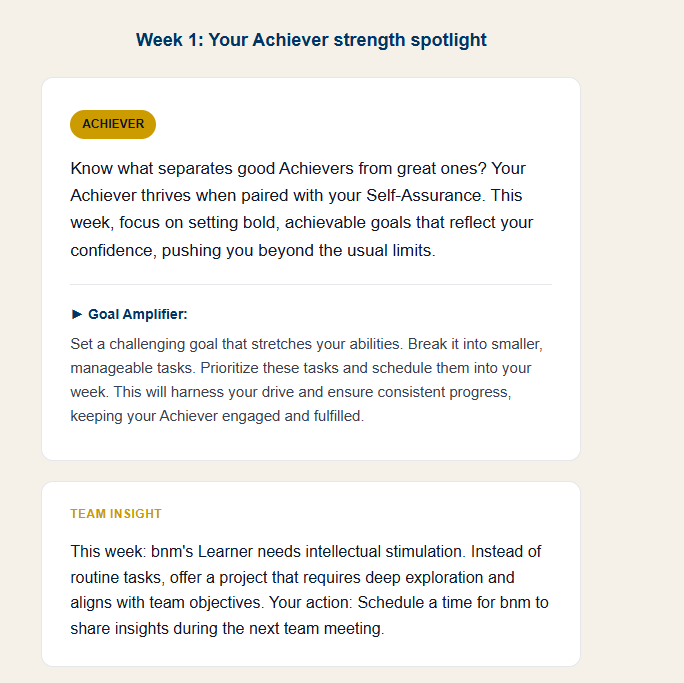 Week 1: Your Achiever strength spotlight
ACHIEVER
Know what separates good Achievers from great ones? Your
Achiever thrives when paired with your Self-Assurance. This
week, focus on setting bold, achievable goals that reflect your
confidence, pushing you beyond the usual limits.
► Goal Amplifier:
Set a challenging goal that stretches your abilities. Break it into smaller,
manageable tasks. Prioritize these tasks and schedule them into your
week. This will harness your drive and ensure consistent progress,
keeping your Achiever engaged and fulfilled.
TEAM INSIGHT
This week: bnm's Learner needs intellectual stimulation. Instead of
routine tasks, offer a project that requires deep exploration and
aligns with team objectives. Your action: Schedule a time for bnm to
share insights during the next team meeting.